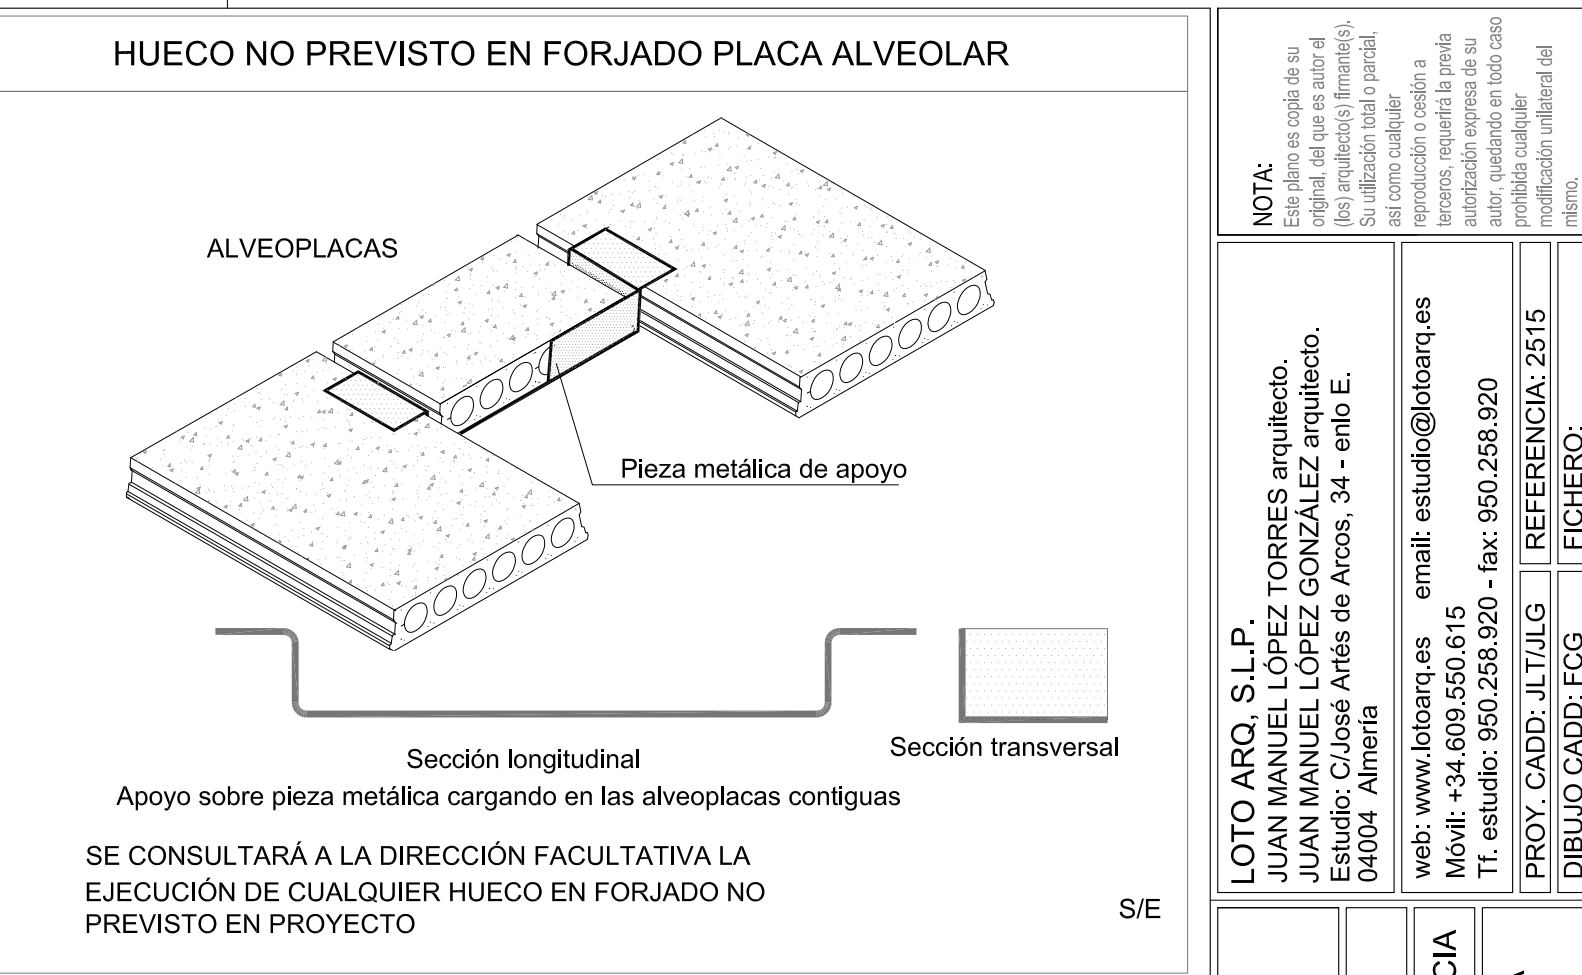 HUECO NO PREVISTO EN FORJADO PLACA ALVEOLAR
ALVEOPLACAS
Pieza metálica de apoyo
Sección longitudinal
Sección transversal
Apoyo sobre pieza metálica cargando en las alveoplacas contiguas
SE CONSULTARÁ A LA DIRECCIÓN FACULTATIVA LA
EJECUCIÓN DE CUALQUIER HUECO EN FORJADO NO
PREVISTO EN PROYECTO
S/E
NOTA:
Este plano es copia de su
original, del que es autor el
(los) arquitecto(s) firmante(s).
Su utilización total o parcial,
así como cualquier
reproducción o cesión a
terceros, requerirá la previa
autorización expresa de su
autor, quedando en todo caso
prohibida cualquier
modificación unilateral del
mismo.
LOTO ARQ, S.L.P.
JUAN MANUEL LÓPEZ TORRES arquitecto.
JUAN MANUEL LÓPEZ GONZÁLEZ arquitecto.
Estudio: C/José Artés de Arcos, 34 - enlo E.
04004 Almería
web: www.lotoarq.es email: estudio@lotoarq.es
Móvil: +34.609.550.615
Tf. estudio: 950.258.920 - fax: 950.258.920
PROY. CADD: JLT/JLG
REFERENCIA: 2515
DIBUJO CADD: FCG
FICHERO: